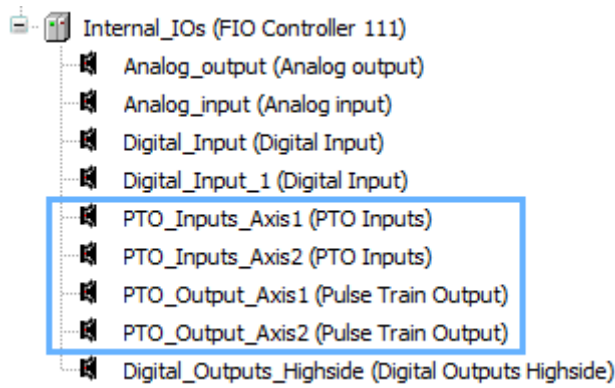 Internal_IOs (FIO Controller 111)
Analog_output (Analog output)
Analog_input (Analog input)
Digital_Input (Digital Input)
Digital_Input_1 (Digital Input)
PTO_Inputs_Axis1 (PTO Inputs)
PTO_Inputs_Axis2 (PTO Inputs)
PTO_Output_Axis1 (Pulse Train Output)
PTO_Output_Axis2 (Pulse Train Output)
Digital_Outputs_Highside (Digital Outputs Highside)